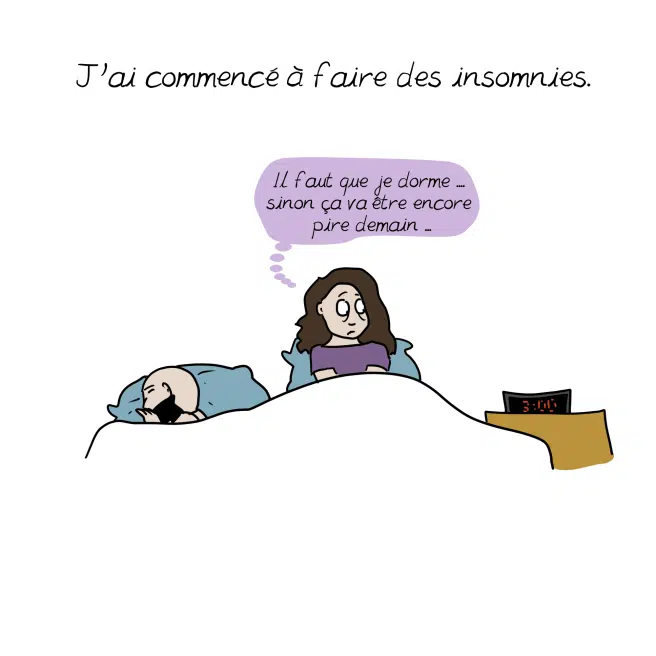 J'ai commencé à faire des insomnies.
Il faut que je dorme ...
sinon ça va être encore
pire demain ...
3:00